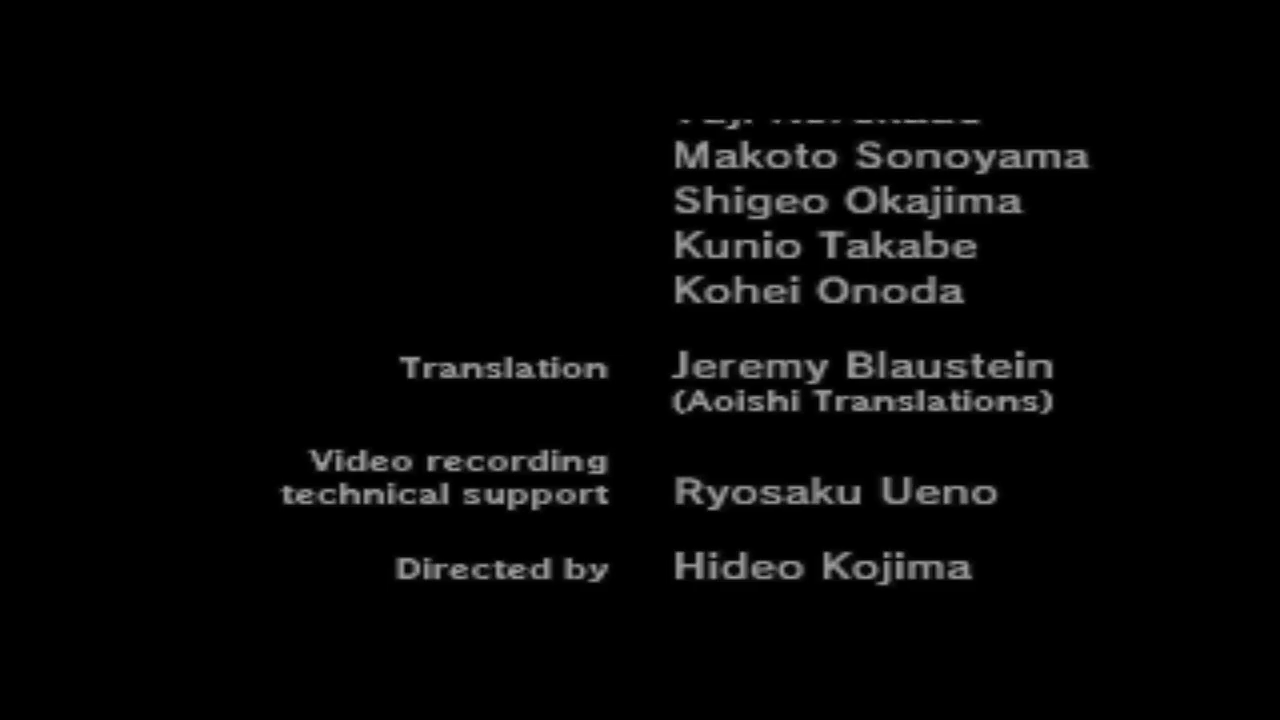 Makoto Sonoyama
Shigeo Okajima
Kunio Takabe
Kohei Onoda
Translation Jeremy Blaustein
(Aoishi Translations)
Video recording
technical support Ryosaku Ueno
Directed by Hideo Kojima